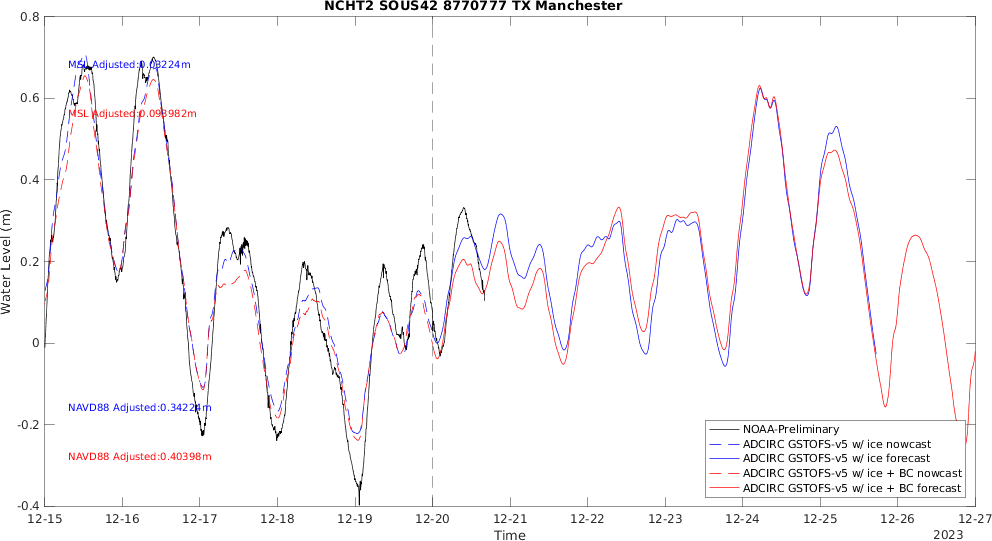 NCHT2 SOUS42 8770777 TX Manchester
0.8
0.6
0.4
0.2
0
-0.2
-0.4
Water Level (m)
MSL Adjusted:0.03224m
MSL Adjusted:0.093982m
NAVD88 Adjusted:0.34224m
NAVD88 Adjusted:0.40398m
NOAA-Preliminary
ADCIRC GSTOFS-v5 w/ ice nowcast
ADCIRC GSTOFS-v5 w/ ice forecast
ADCIRC GSTOFS-v5 w/ ice + BC nowcast
ADCIRC GSTOFS-v5 w/ ice + BC forecast
12-15 12-16 12-17 12-18 12-19 12-20 12-21 12-22 12-23 12-24 12-25 12-26 12-27
Time
2023